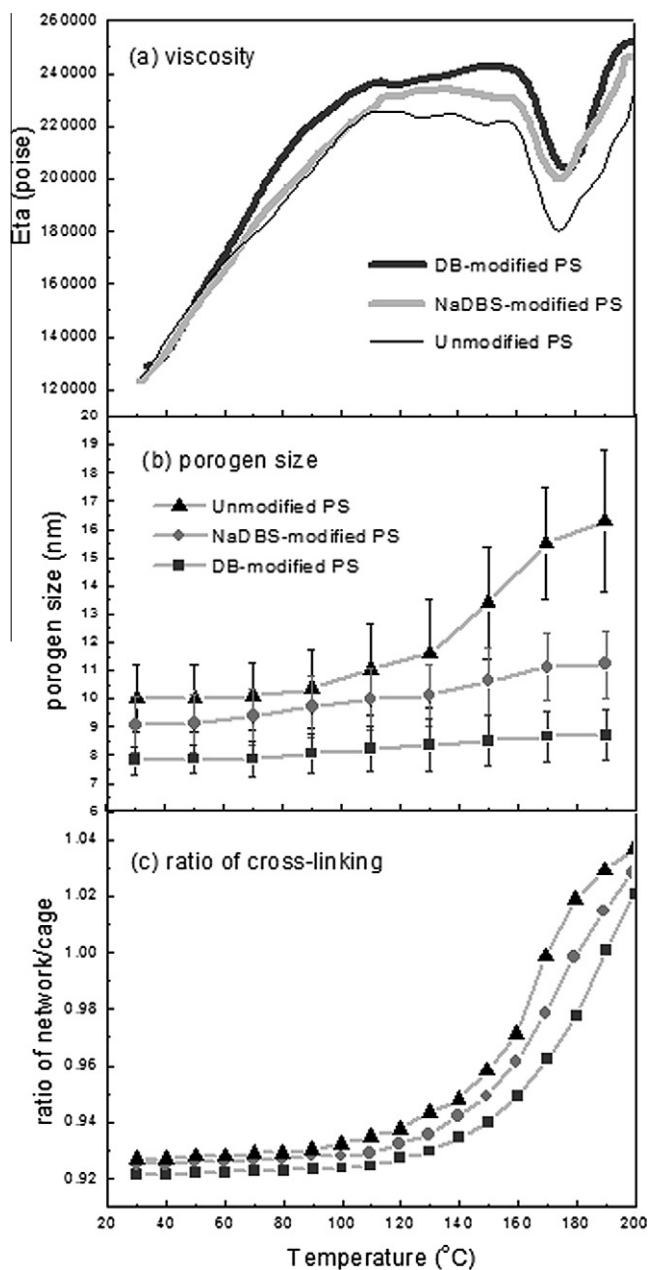 (a) viscosity
Eta (poise)
260000
240000
220000
200000
180000
160000
140000
120000
DB-modified PS
NaDBS-modified PS
Unmodified PS
(b) porogen size
porogen size (nm)
20
19
18
17
16
15
14
13
12
11
10
9
8
7
6
Unmodified PS
NaDBS-modified PS
DB-modified PS
(c) ratio of cross-linking
ratio of network/cage
1.04
1.02
1.00
0.98
0.96
0.94
0.92
20 40 60 80 100 120 140 160 180 200
Temperature (°C)